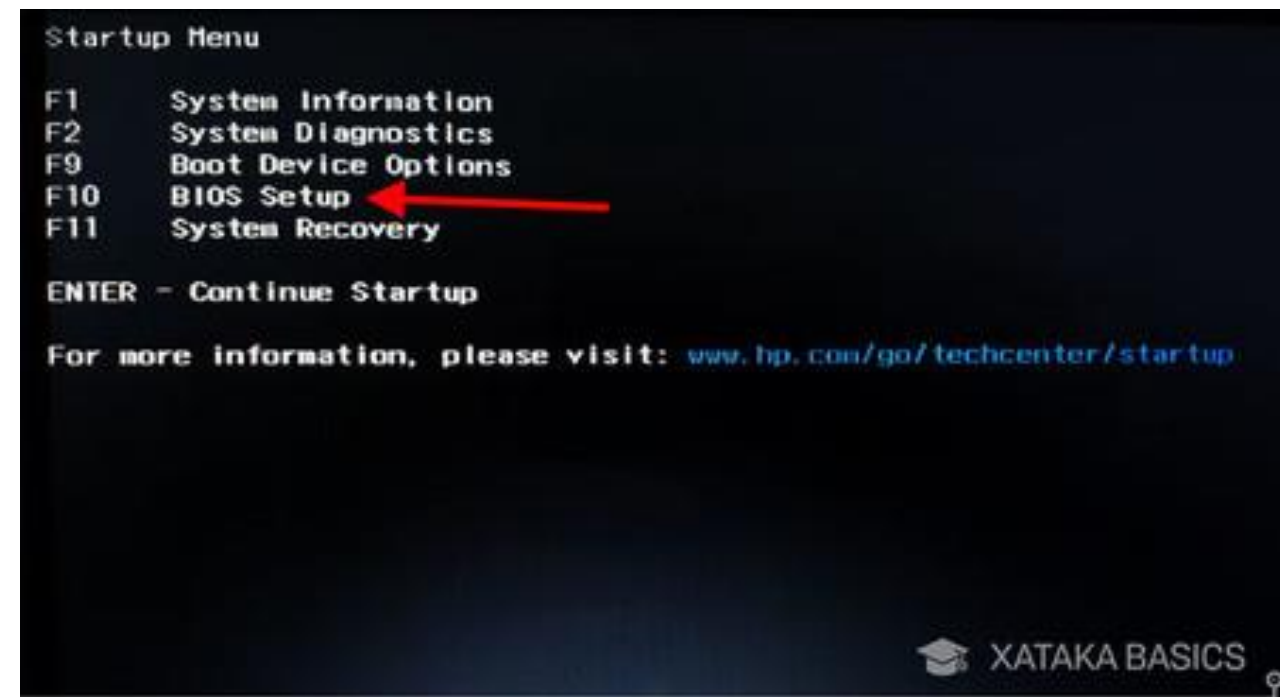 Startup Menu
F1 System Information
F2 System Diagnostics
F9 Boot Device Options
F10 BIOS Setup
F11 System Recovery
ENTER - Continue Startup
For more information, please visit: www.hp.com/go/techcenter/startup
XATAKA BASICS